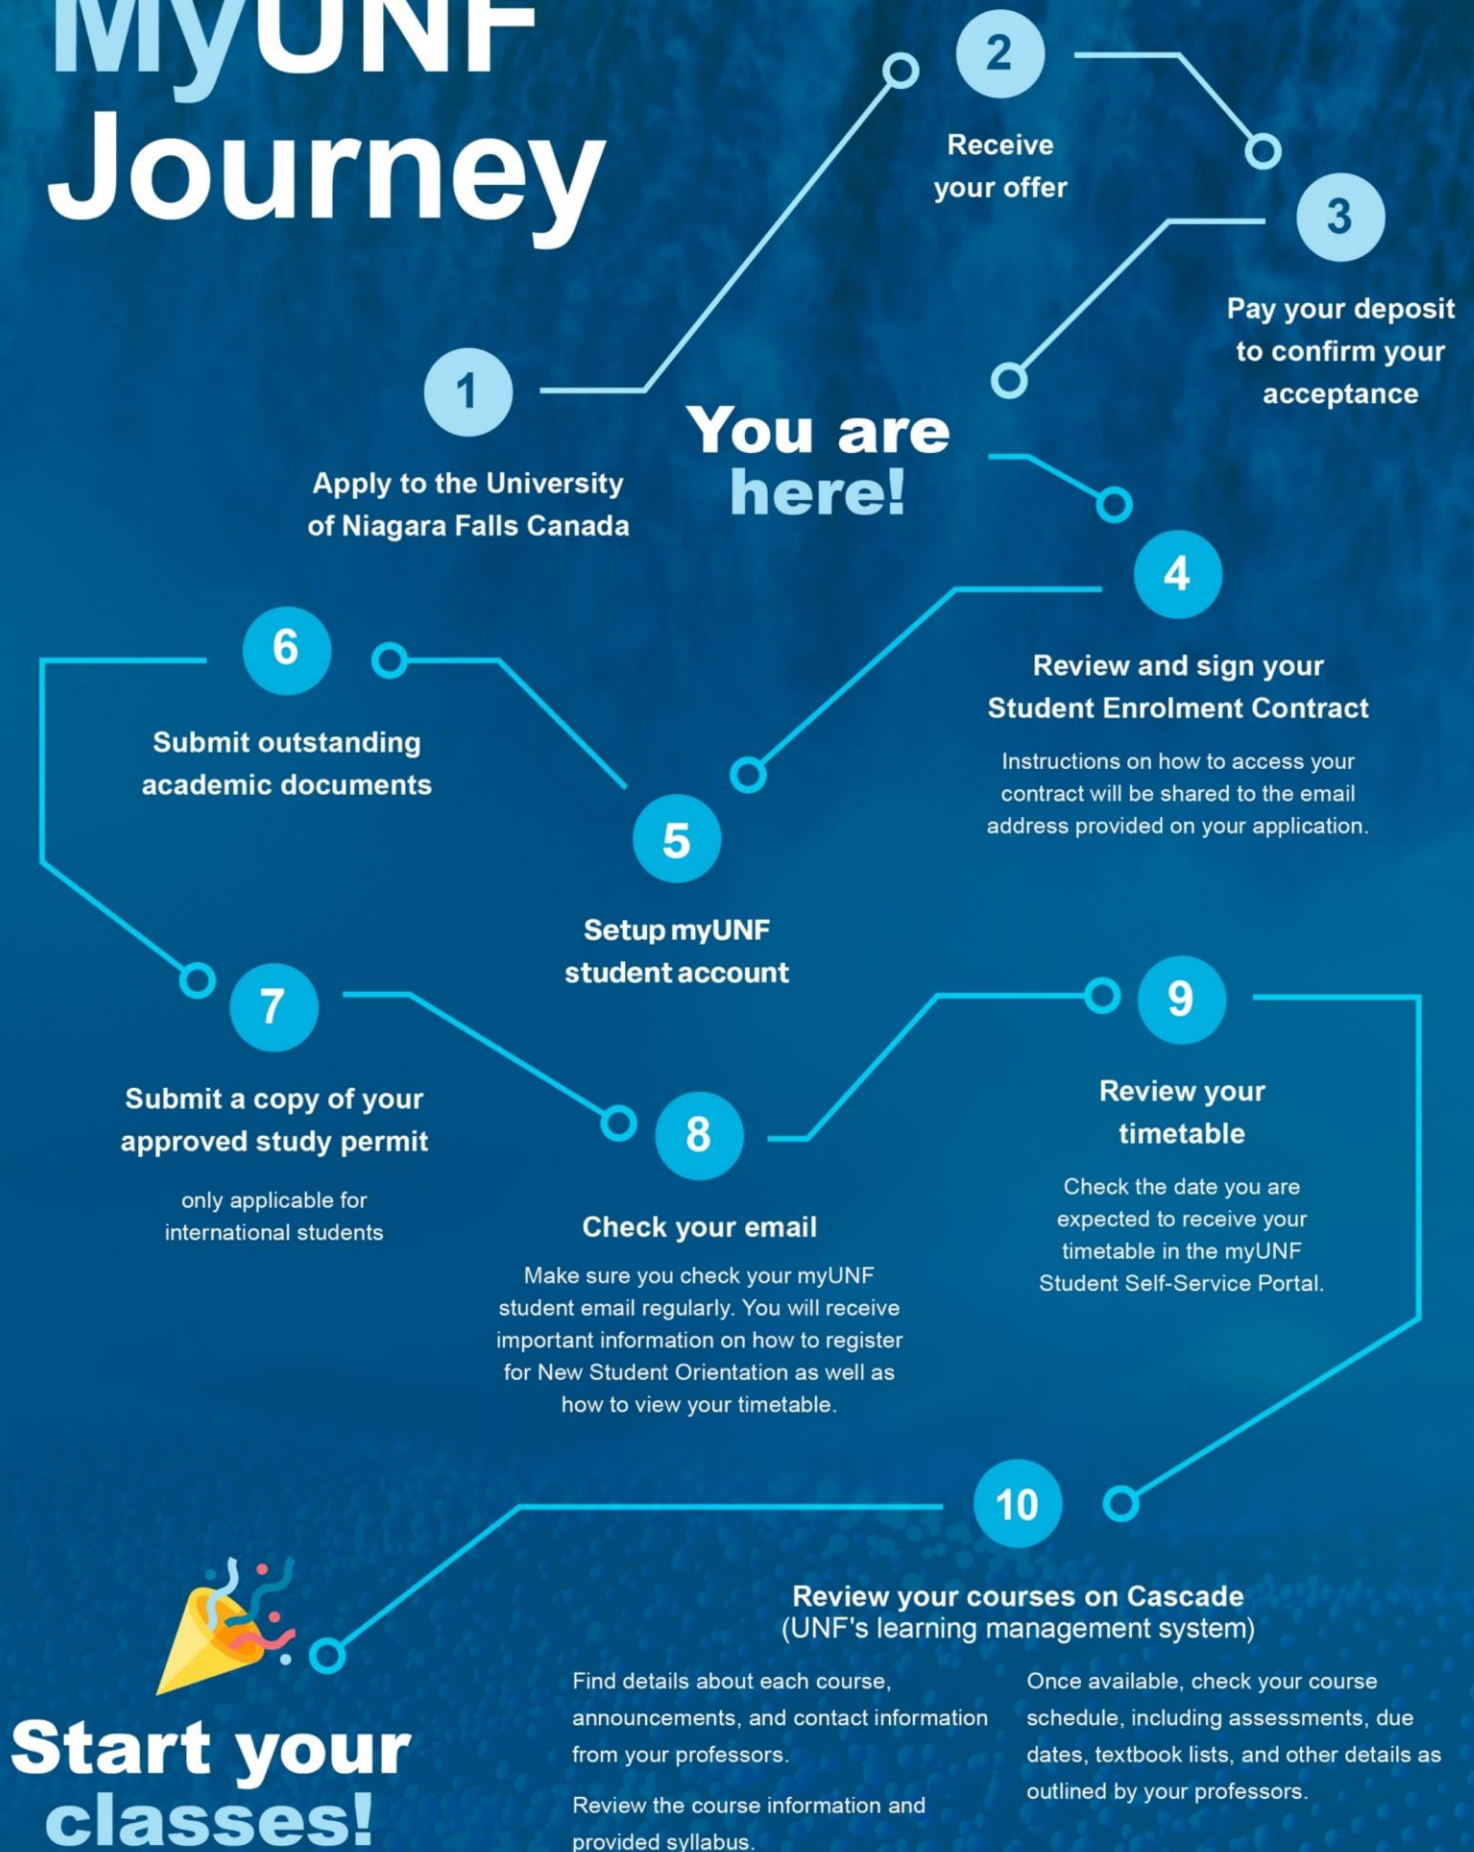 MyUNF
Journey
1
Apply to the University
of Niagara Falls Canada
2
Receive
your offer
3
Pay your deposit
to confirm your
acceptance
You are
here!
4
Review and sign your
Student Enrolment Contract
Instructions on how to access your
contract will be shared to the email
address provided on your application.
5
Setup myUNF
student account
6
Submit outstanding
academic documents
7
Submit a copy of your
approved study permit
only applicable for
international students
8
Check your email
Make sure you check your myUNF
student email regularly. You will receive
important information on how to register
for New Student Orientation as well as
how to view your timetable.
9
Review your
timetable
Check the date you are
expected to receive your
timetable in the myUNF
Student Self-Service Portal.
10
Review your courses on Cascade
(UNF's learning management system)
Find details about each course,
announcements, and contact information
from your professors.
Review the course information and
provided syllabus.
Once available, check your course
schedule, including assessments, due
dates, textbook lists, and other details as
outlined by your professors.
Start your
classes!